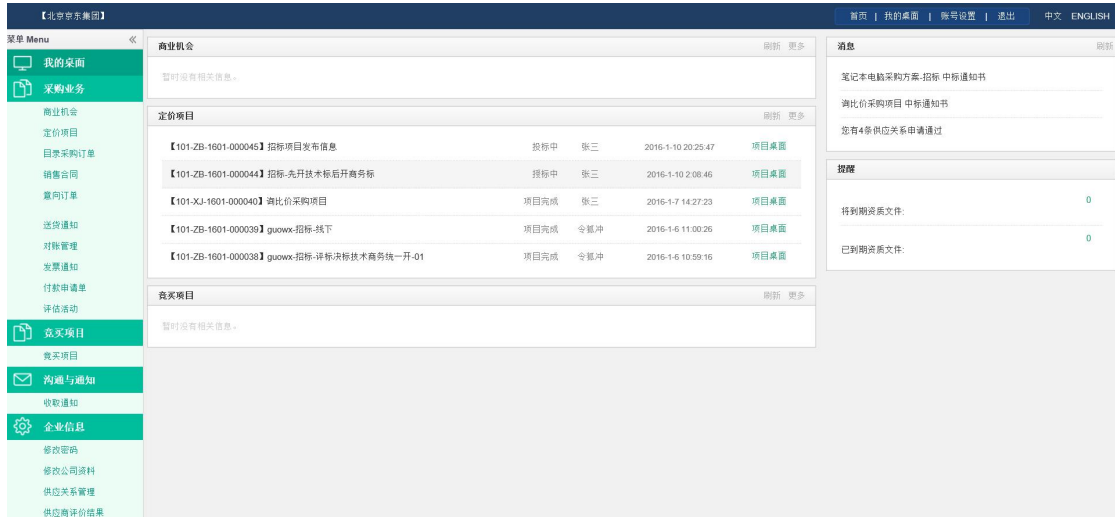 【北京京东集团】
首页 | 我的桌面 | 账号设置 | 退出 中文 ENGLISH
菜单 Menu
我的桌面
采购业务
商业机会
定价项目
目录采购订单
销售合同
意向订单
送货通知
对账管理
发票通知
付款申请单
评估活动
竞买项目
竞买项目
沟通与通知
收取通知
企业信息
修改密码
修改公司资料
供应关系管理
供应商评价结果
商业机会 刷新 更多
暂时没有相关信息。
定价项目 刷新 更多
【101-ZB-1601-000045】招标项目发布信息 投标中 张三 2016-1-10 20:25:47 项目桌面
【101-ZB-1601-000044】招标-先开技术标后开商务标 授标中 张三 2016-1-10 2:08:46 项目桌面
【101-XJ-1601-000040】询比价采购项目 项目完成 张三 2016-1-7 14:27:23 项目桌面
【101-ZB-1601-000039】guowx-招标-线下 项目完成 令狐冲 2016-1-6 11:00:26 项目桌面
【101-ZB-1601-000038】guowx-招标-评标决标技术商务统一开-01 项目完成 令狐冲 2016-1-6 10:59:16 项目桌面
竞买项目 刷新 更多
暂时没有相关信息。
消息 刷新
笔记本电脑采购方案-招标 中标通知书
询比价采购项目 中标通知书
您有4条供应关系申请通过
提醒
将到期资质文件: 0
已到期资质文件: 0